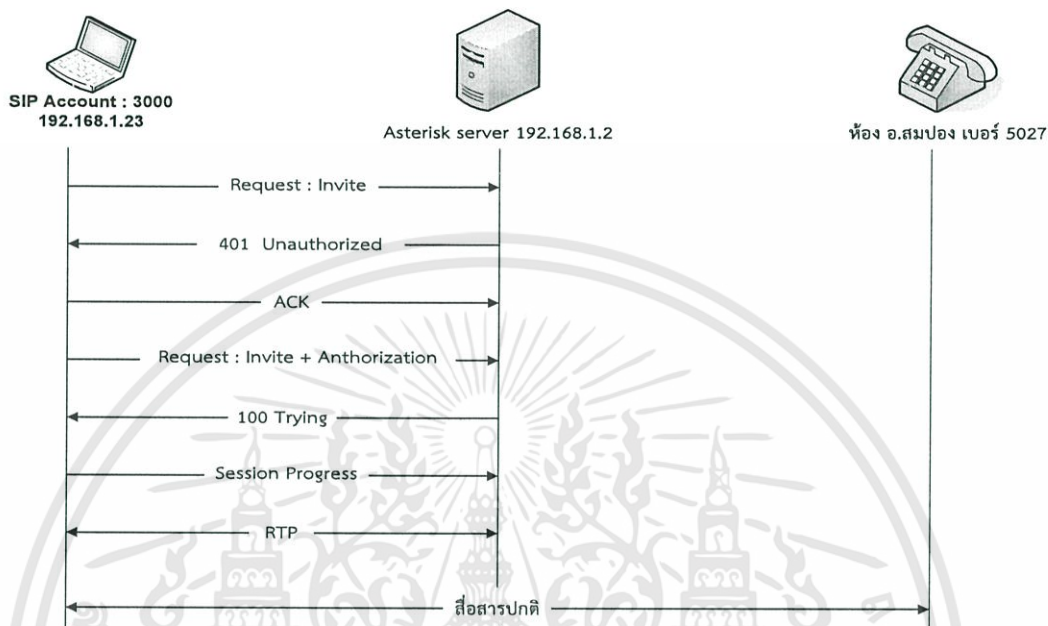 SIP Account : 3000
192.168.1.23
Asterisk server 192.168.1.2
ห้อง อ.สมปอง เบอร์ 5027
Request : Invite
401 Unauthorized
ACK
Request : Invite + Anthorization
100 Trying
Session Progress
RTP
สื่อสารปกติ